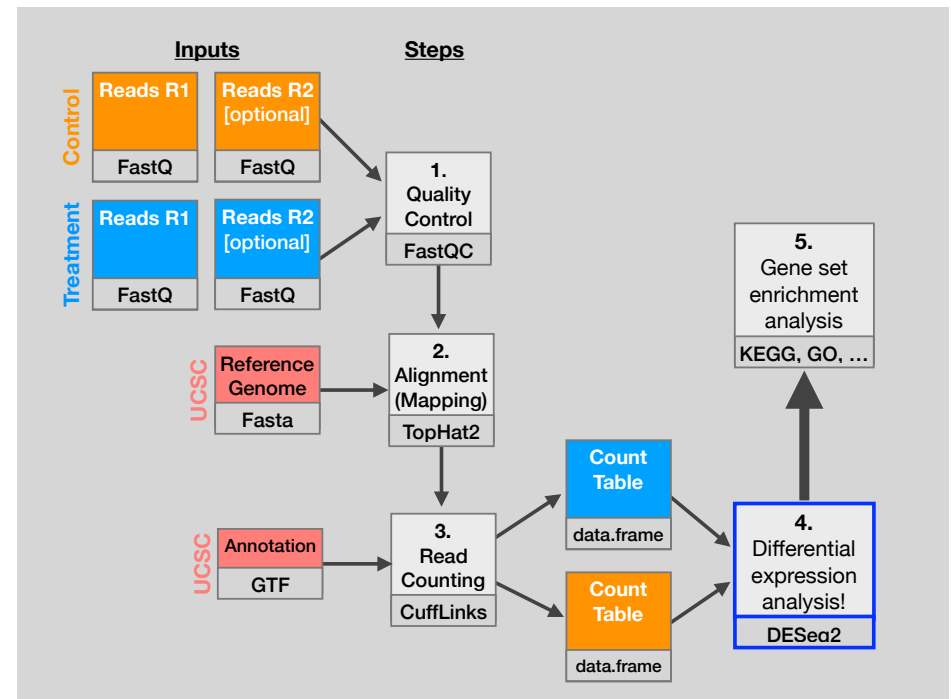 Inputs
Steps
Control
Reads R1
FastQ
Reads R2
[optional]
FastQ
Treatment
Reads R1
FastQ
Reads R2
[optional]
FastQ
1.
Quality
Control
FastQC
UCSC
Reference
Genome
Fasta
2.
Alignment
(Mapping)
TopHat2
UCSC
Annotation
GTF
3.
Read
Counting
CuffLinks
Count
Table
data.frame
Count
Table
data.frame
4.
Differential
expression
analysis!
DESeq2
5.
Gene set
enrichment
analysis
KEGG, GO, …